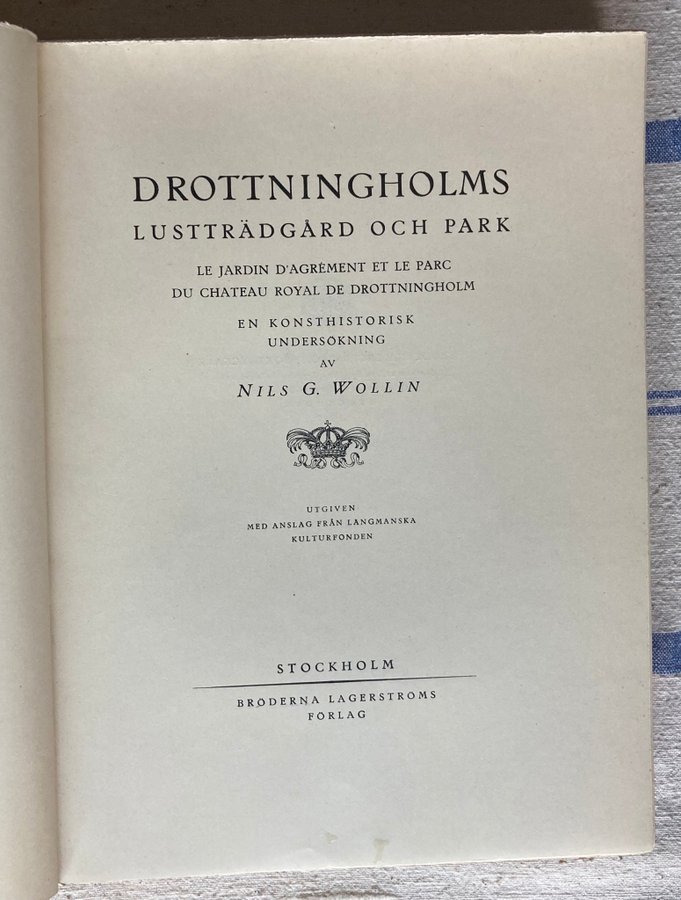 DROTTNINGHOLMS
LUSTTRÄDGÅRD OCH PARK
LE JARDIN D'AGRÉMENT ET LE PARC
DU CHATEAU ROYAL DE DROTTNINGHOLM
EN KONSTHISTORISK
UNDERSÖKNING
AV
NILS G. WOLLIN
UTGIVEN
MED ANSLAG FRÅN LÄNGMANSKA
KULTURFONDEN
STOCKHOLM
BRÖDERNA LAGERSTRÖMS
FÖRLAG